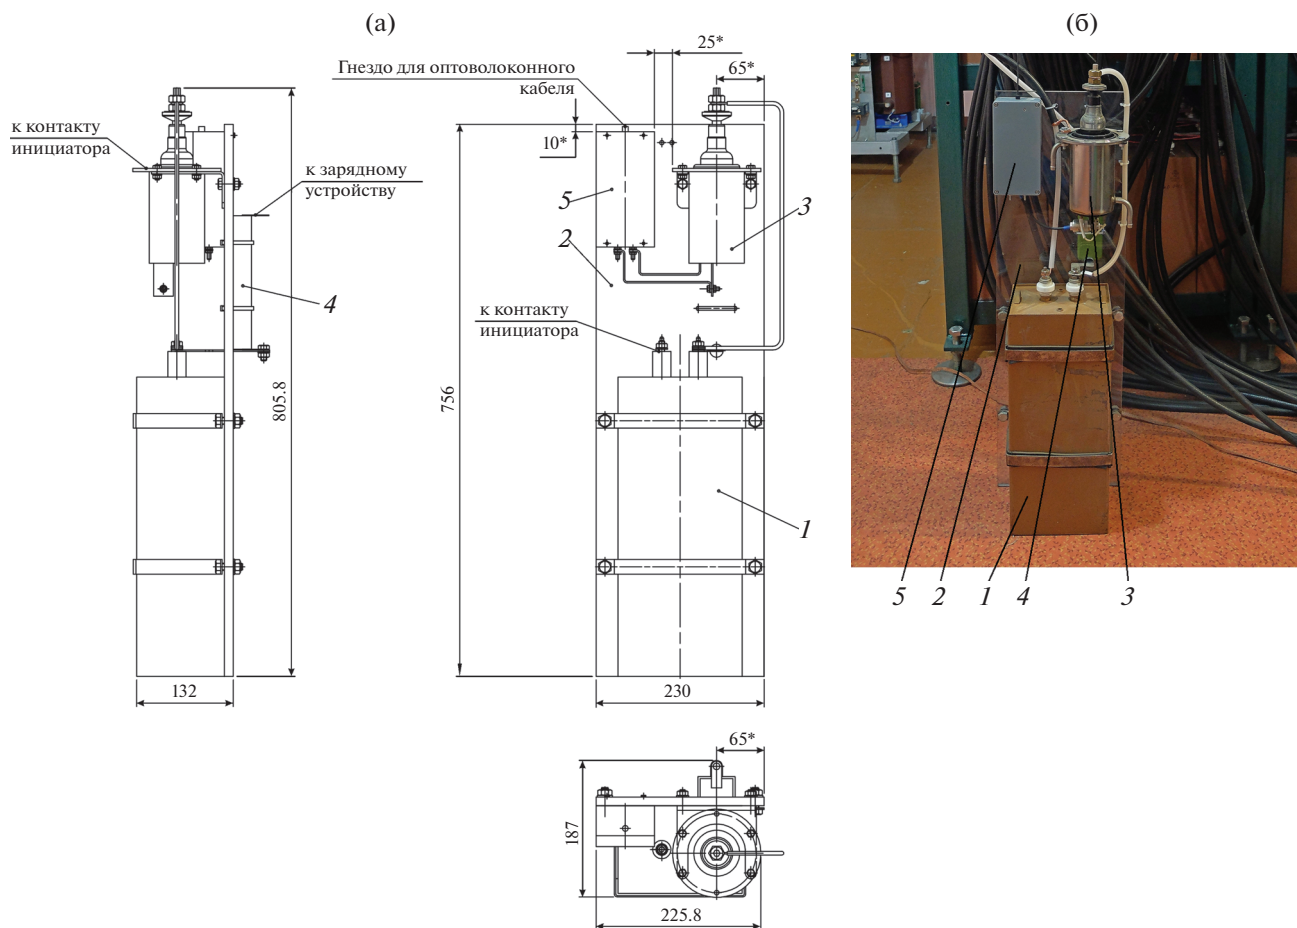 (а)
(б)
25*
Гнездо для оптоволоконного
кабеля
65*
к контакту
инициатора
10*
к зарядному
устройству
5
3
2
4
к контакту
инициатора
805.8
756
1
132
230
5
2
1
4
3
65*
187
225.8